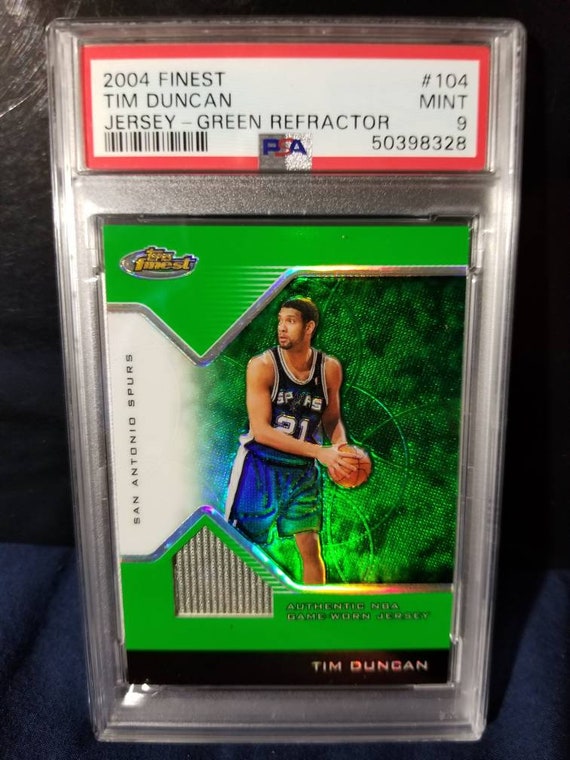 2004 FINEST #104
TIM DUNCAN MINT
JERSEY – GREEN REFRACTOR 9
PSA 50398328
topps
finest
SAN ANTONIO SPURS
SPURS
21
AUTHENTIC NBA
GAME-WORN JERSEY
TIM DUNCAN